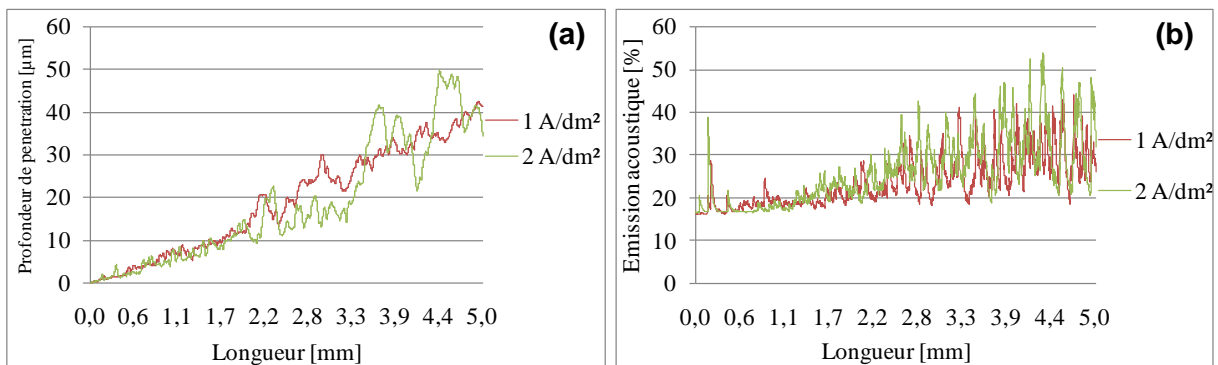 (a)
Profondeur de penetration [µm]
60
50
40
30
20
10
0
0,0 0,6 1,1 1,7 2,2 2,8 3,3 3,9 4,4 5,0
Longueur [mm]
1 A/dm²
2 A/dm²
(b)
Emission acoustique [%]
60
50
40
30
20
10
0
0,0 0,6 1,1 1,7 2,2 2,8 3,3 3,9 4,4 5,0
Longueur [mm]
1 A/dm²
2 A/dm²